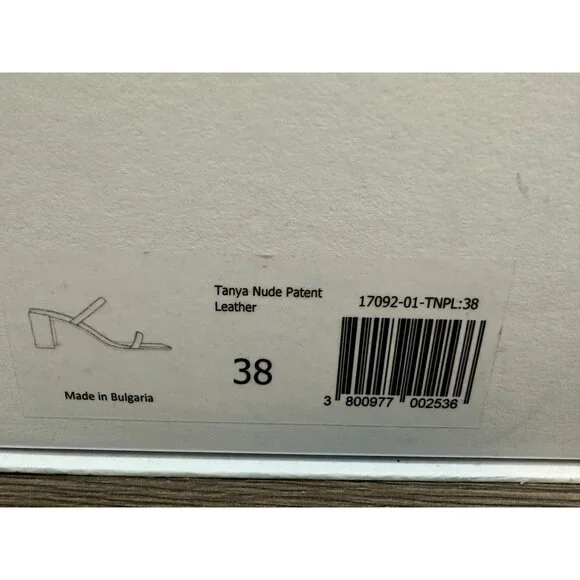 Tanya Nude Patent
Leather
17092-01-TNPL:38
38
Made in Bulgaria
3 800977 002536